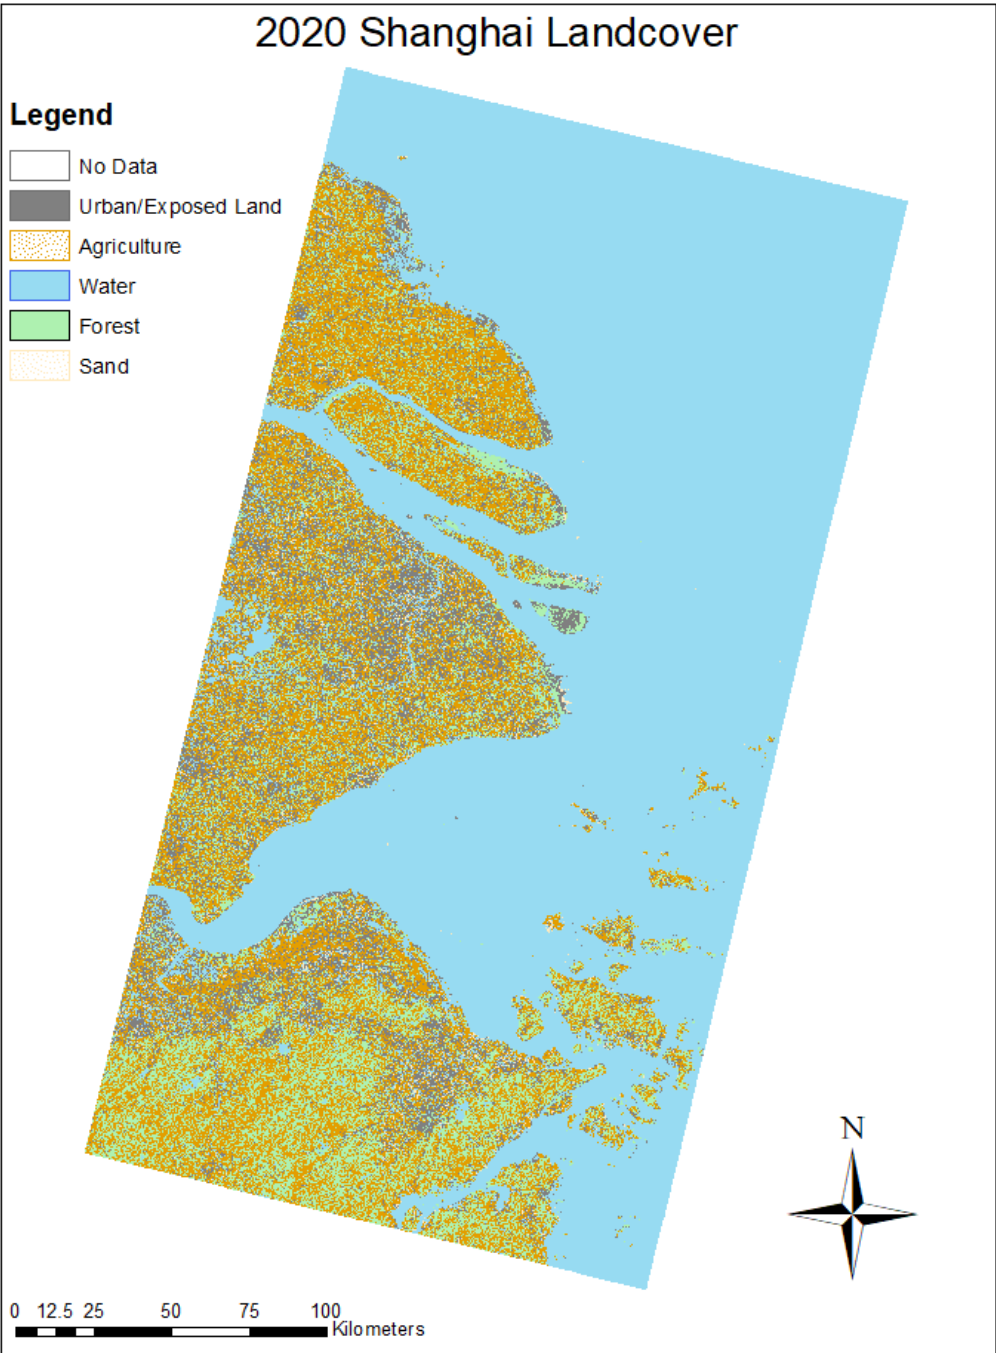 2020 Shanghai Landcover
Legend
No Data
Urban/Exposed Land
Agriculture
Water
Forest
Sand
N
0 12.5 25 50 75 100
Kilometers